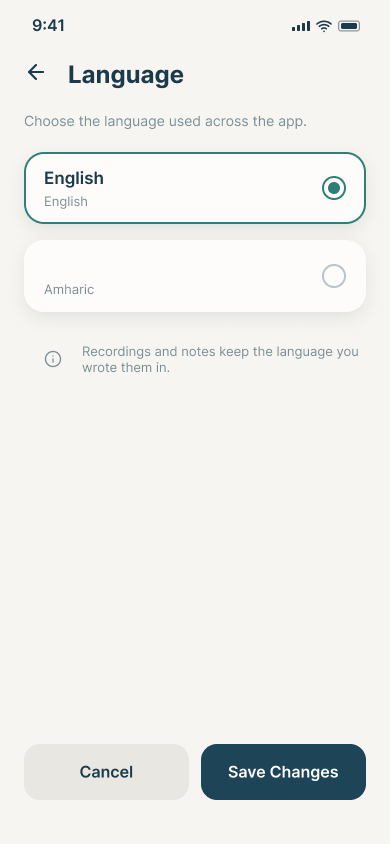 9:41
Language
Choose the language used across the app.
English
English
Amharic
Recordings and notes keep the language you
wrote them in.
Cancel
Save Changes